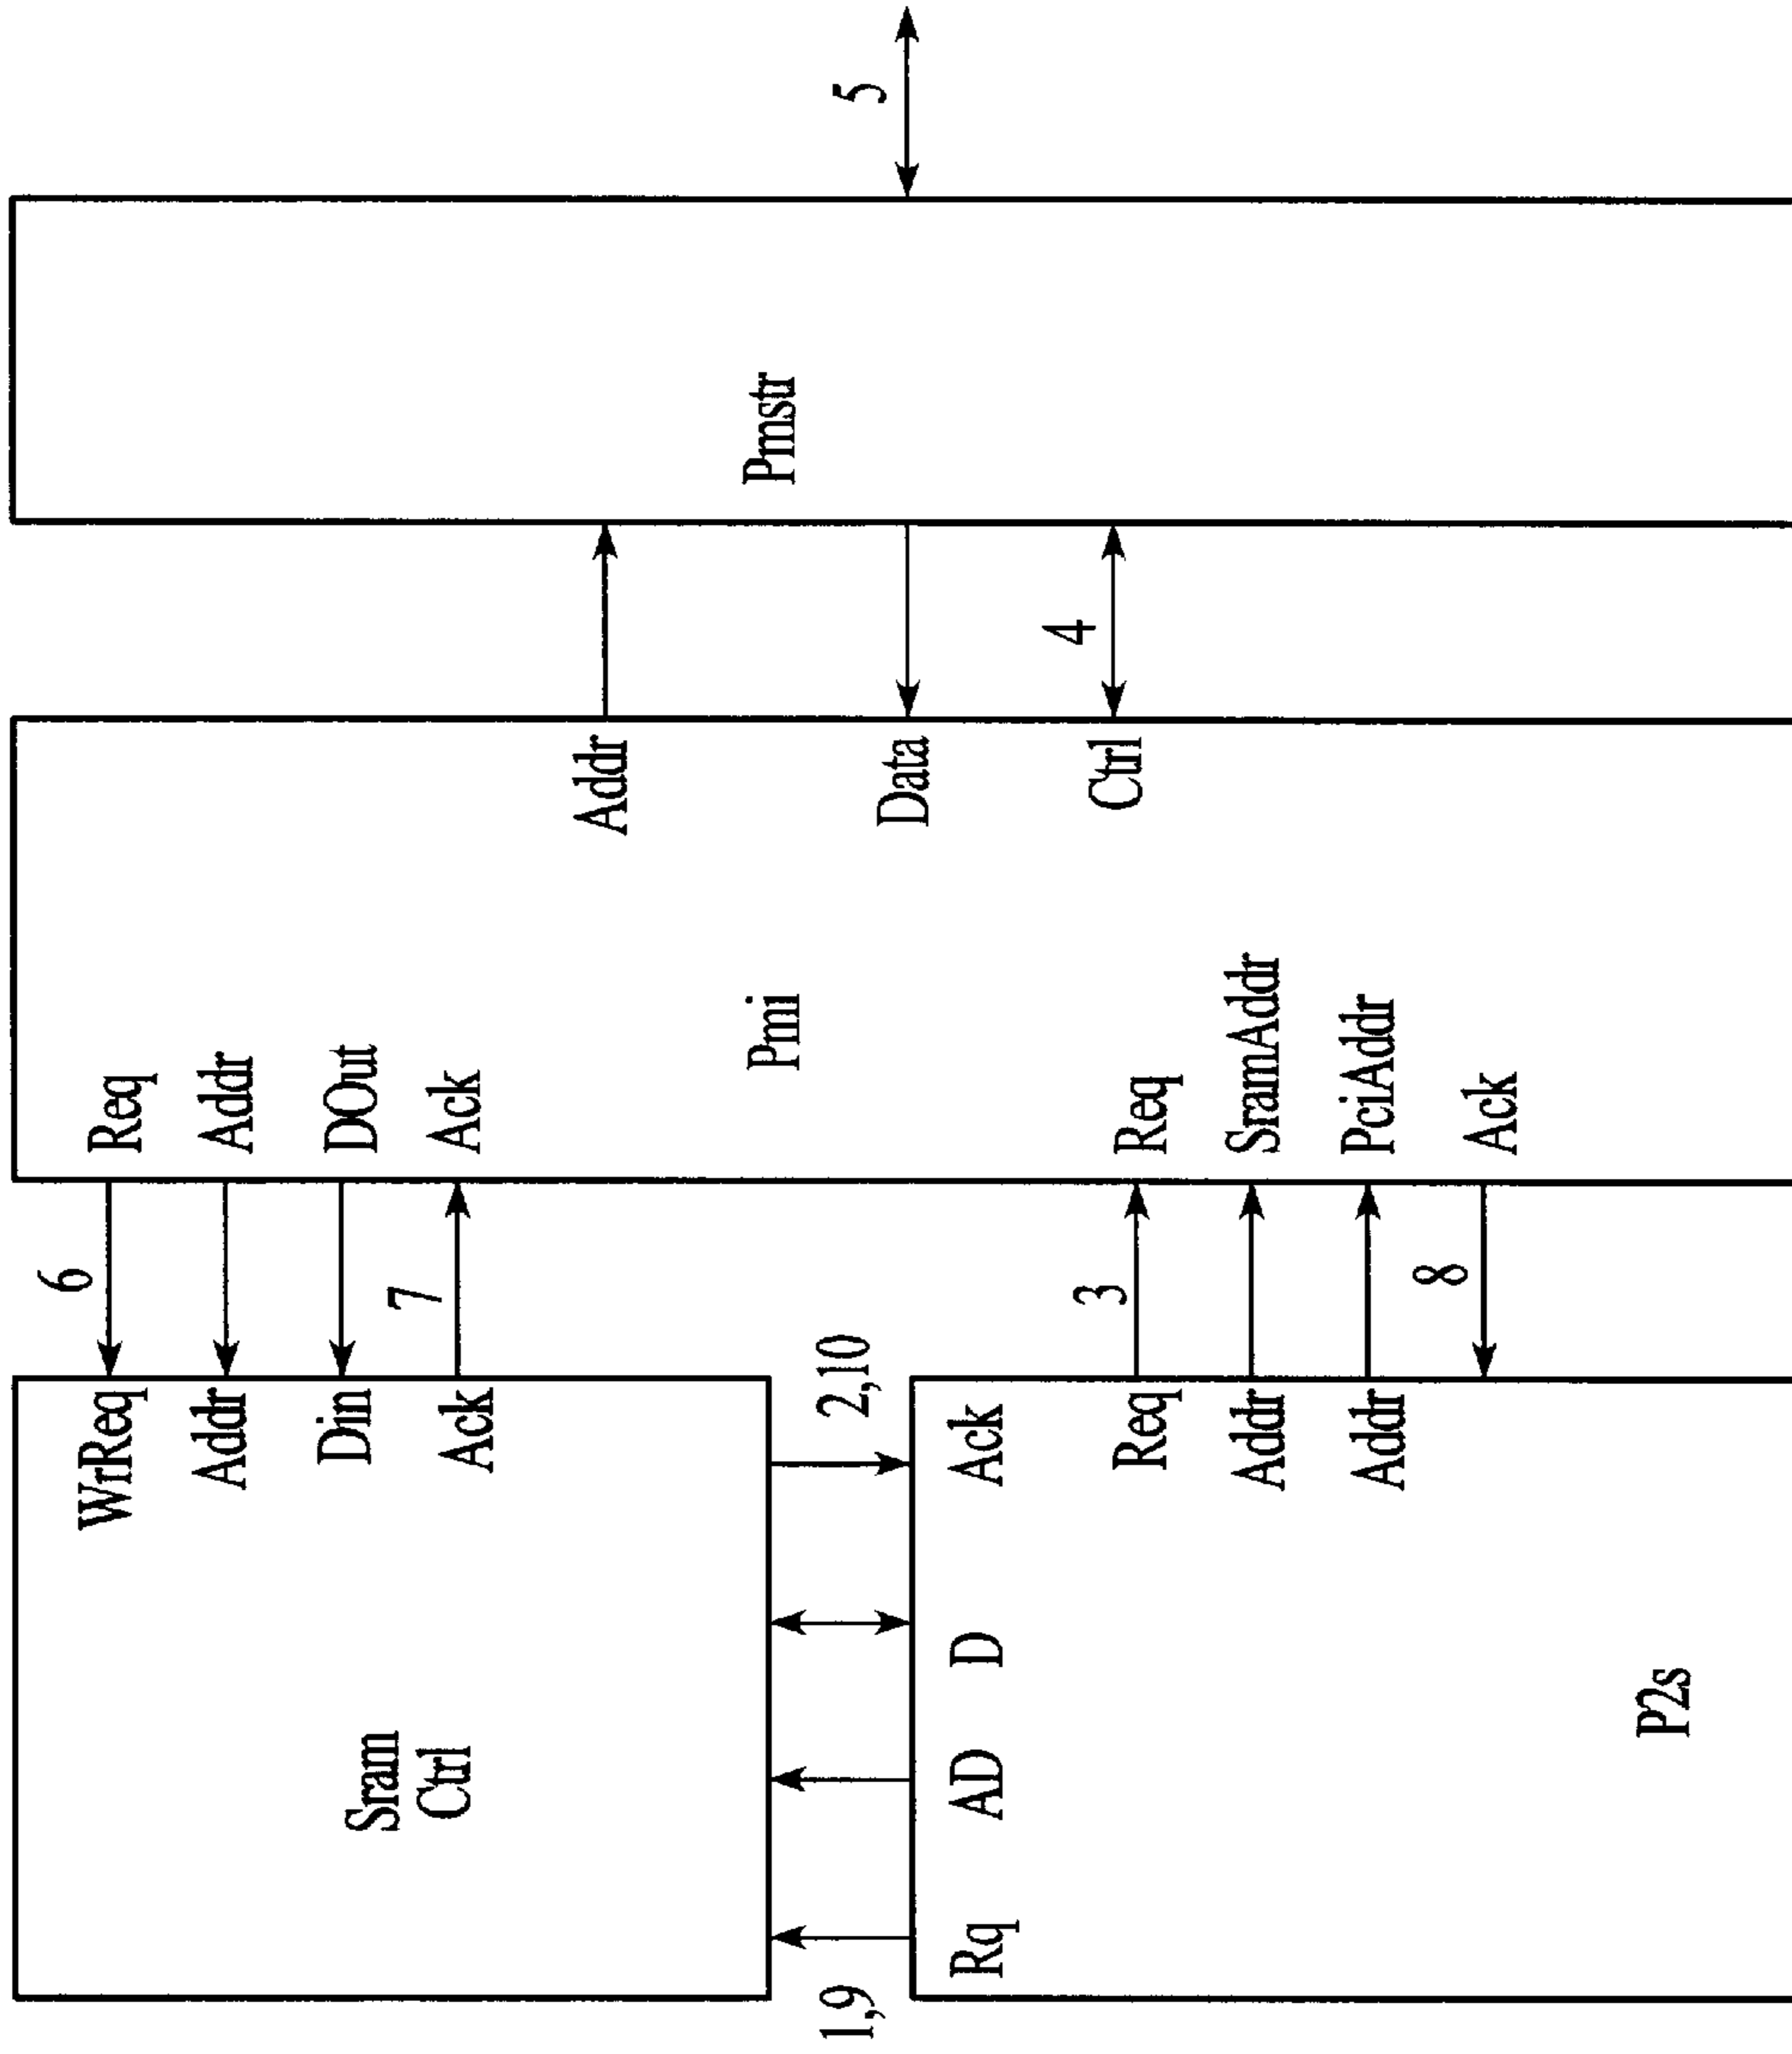 6
Req
WrReq
Addr
Addr
DOut
Din
7
Ack
Ack
Sram
Ctrl
Pmi
Pmstr
Addr
Data
Ctrl
4
5
2,10
1,9
Rq
AD
D
Ack
3
Req
Req
SramAddr
Addr
PciAddr
Addr
8
Ack
P2s